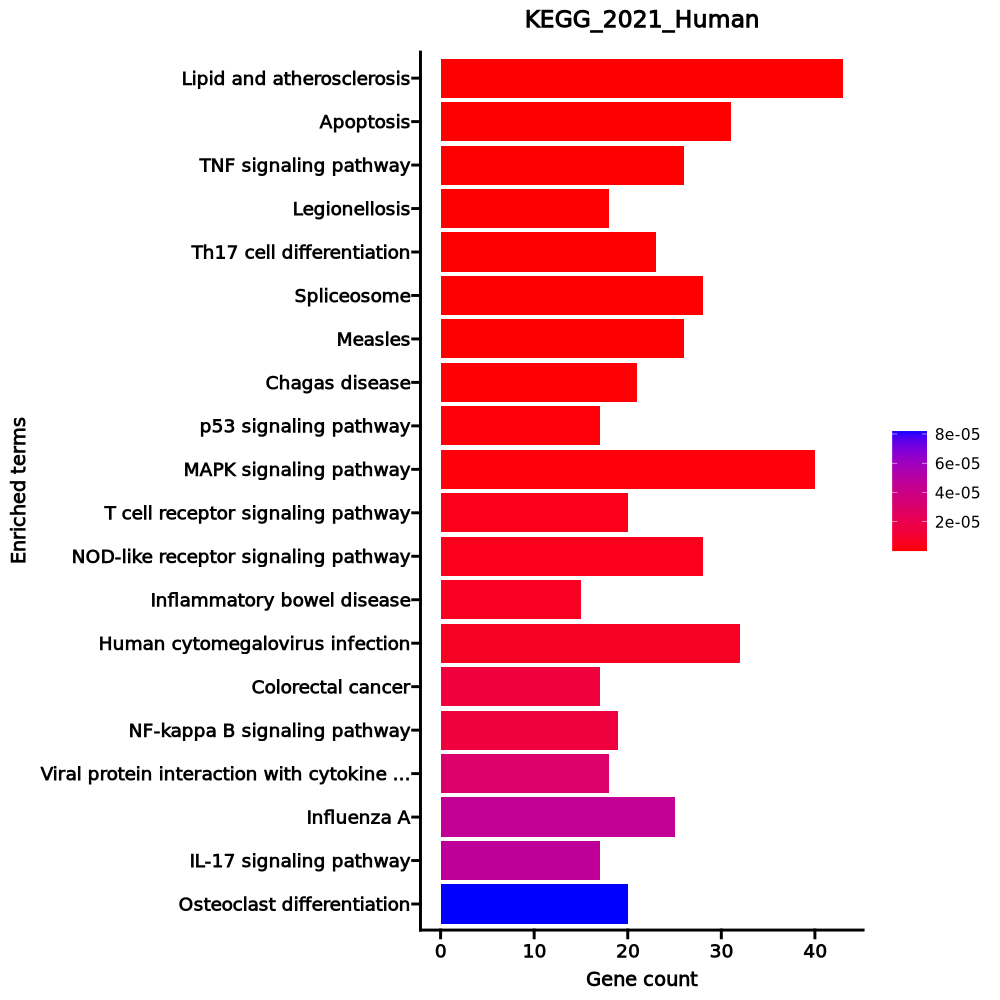 KEGG_2021_Human
Lipid and atherosclerosis
Apoptosis
TNF signaling pathway
Legionellosis
Th17 cell differentiation
Spliceosome
Measles
Chagas disease
p53 signaling pathway
MAPK signaling pathway
T cell receptor signaling pathway
NOD-like receptor signaling pathway
Inflammatory bowel disease
Human cytomegalovirus infection
Colorectal cancer
NF-kappa B signaling pathway
Viral protein interaction with cytokine ...
Influenza A
IL-17 signaling pathway
Osteoclast differentiation
Enriched terms
0 10 20 30 40
Gene count
8e-05
6e-05
4e-05
2e-05